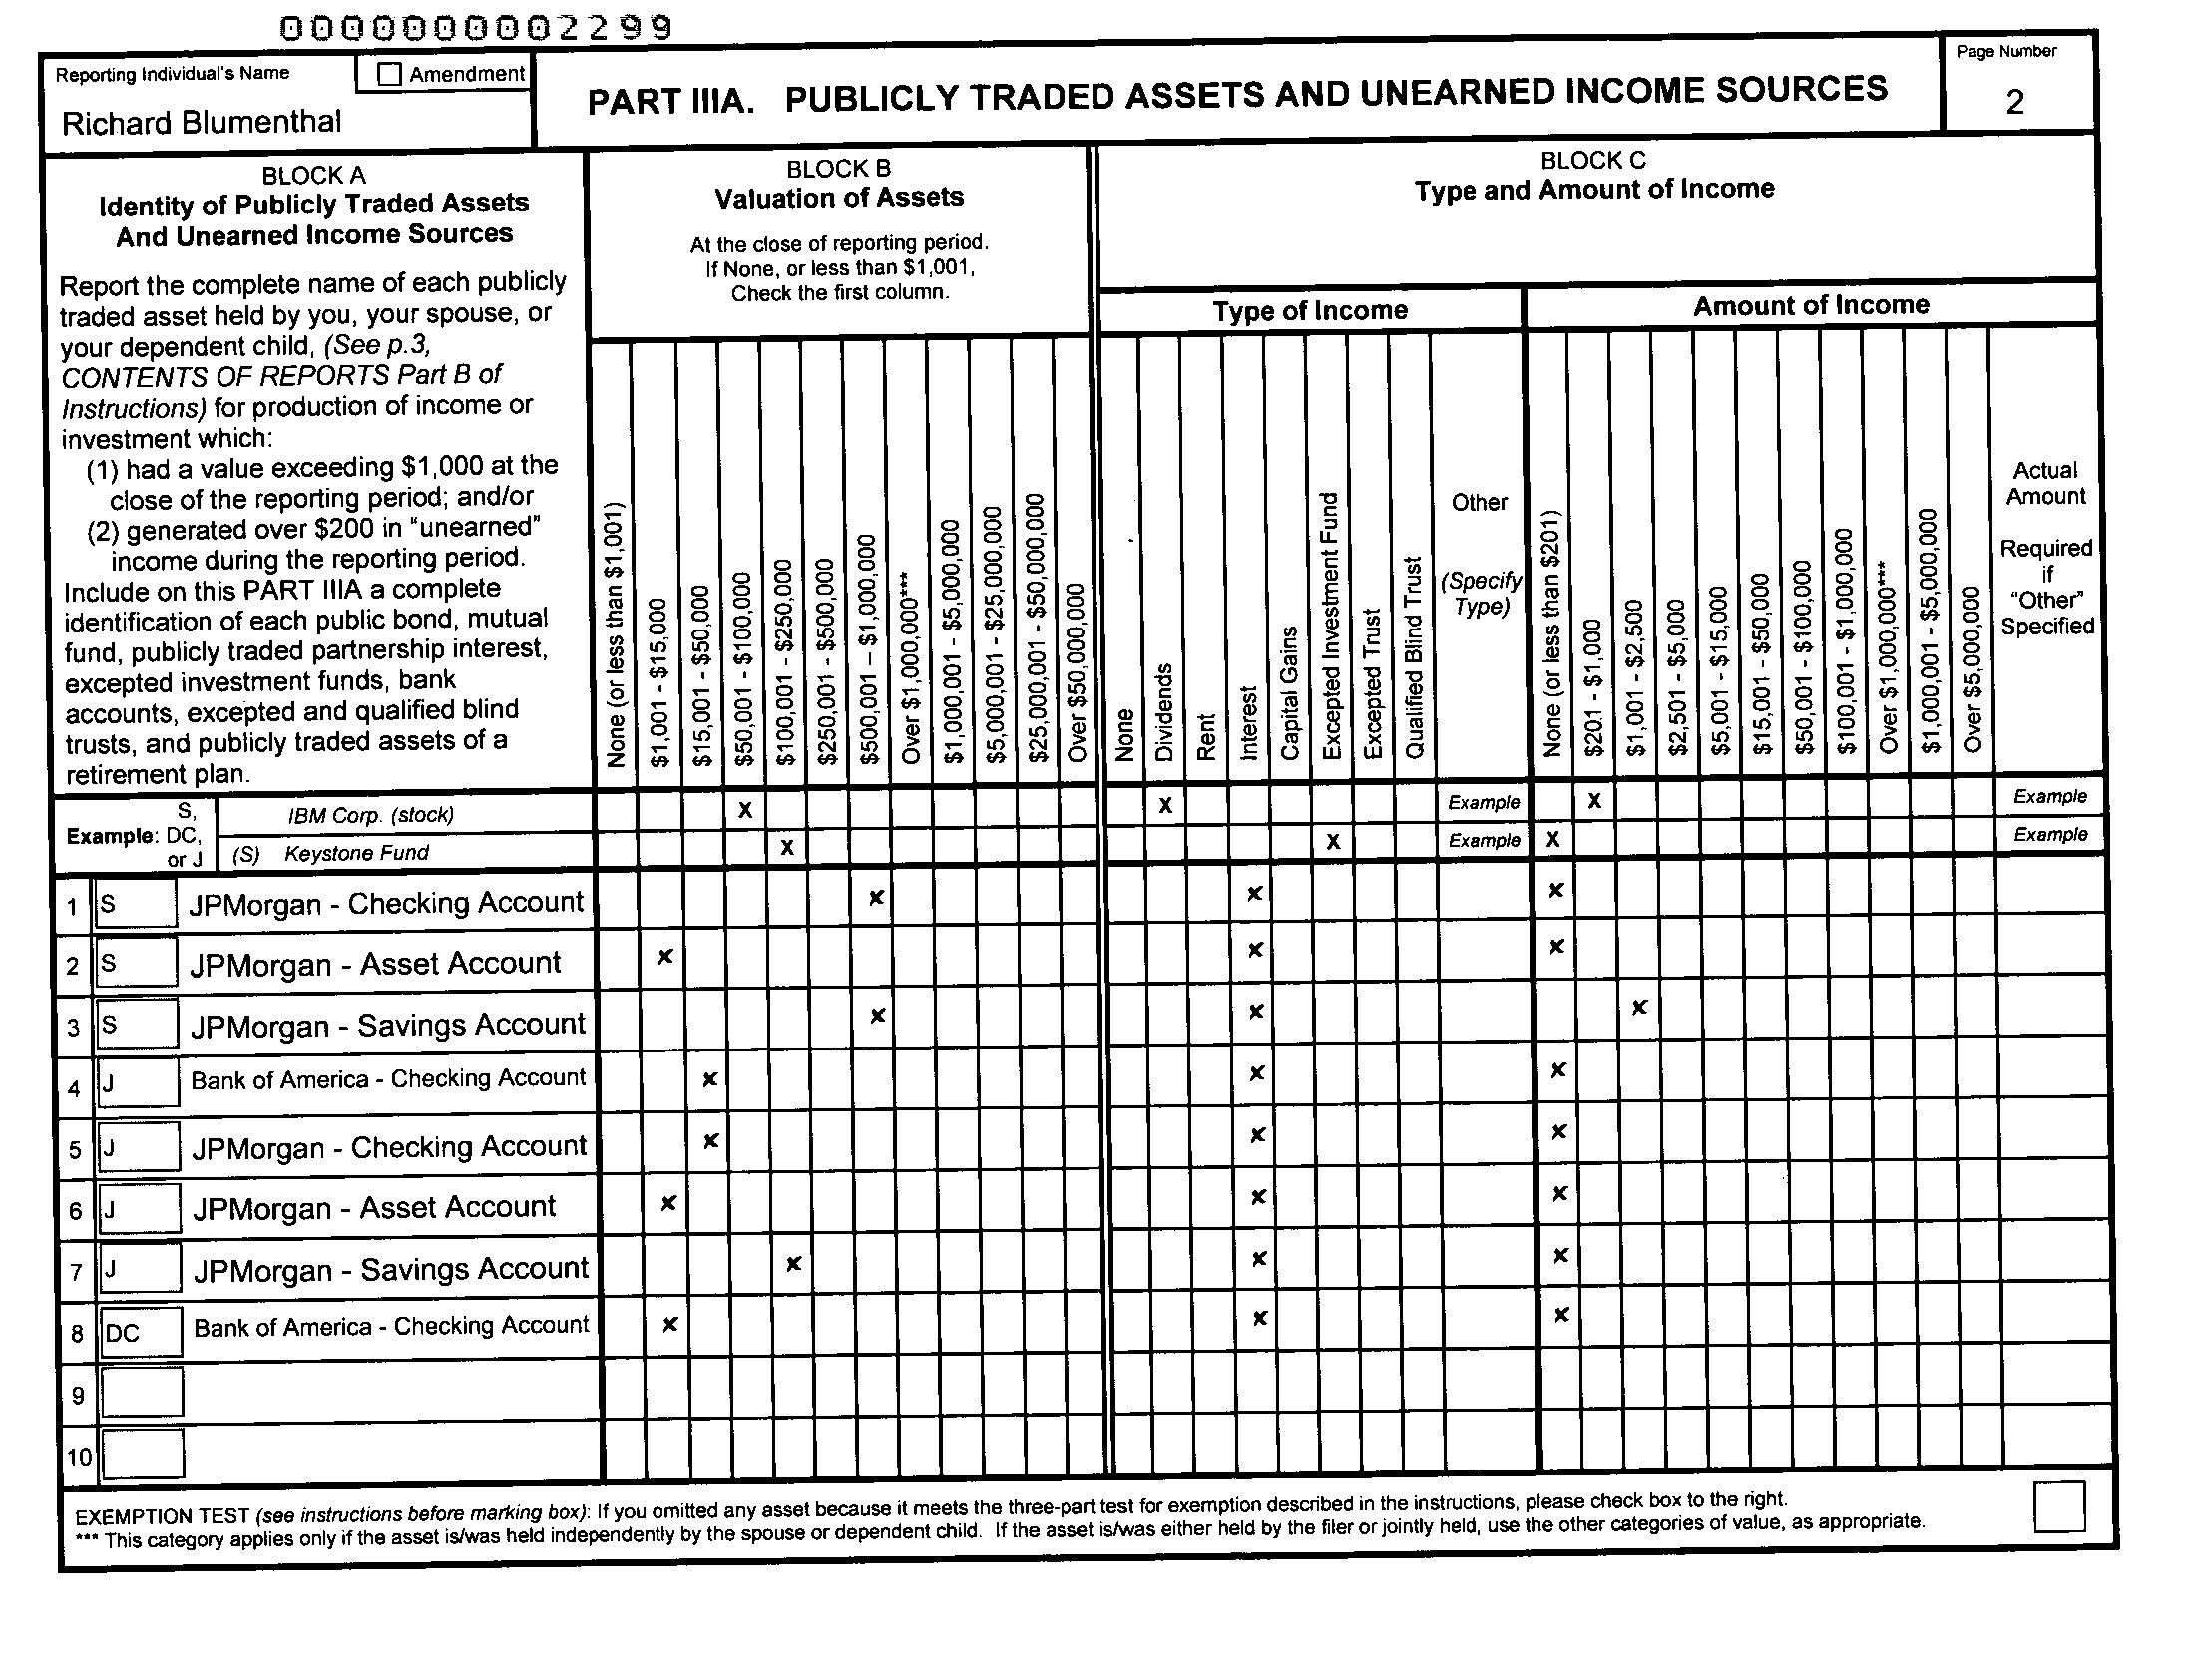 0000000002299
Reporting Individual's Name
Amendment
Richard Blumenthal
PART IIIA. PUBLICLY TRADED ASSETS AND UNEARNED INCOME SOURCES
Page Number
2
BLOCK A
Identity of Publicly Traded Assets
And Unearned Income Sources
Report the complete name of each publicly
traded asset held by you, your spouse, or
your dependent child, (See p.3,
CONTENTS OF REPORTS Part B of
Instructions) for production of income or
investment which:
(1) had a value exceeding $1,000 at the
close of the reporting period; and/or
(2) generated over $200 in "unearned"
income during the reporting period.
Include on this PART IIIA a complete
identification of each public bond, mutual
fund, publicly traded partnership interest,
excepted investment funds, bank
accounts, excepted and qualified blind
trusts, and publicly traded assets of a
retirement plan.
BLOCK B
Valuation of Assets
At the close of reporting period.
If None, or less than $1,001,
Check the first column.
None (or less than $1,001)
$1,001 - $15,000
$15,001 - $50,000
$50,001 - $100,000
$100,001 - $250,000
$250,001 - $500,000
$500,001 – $1,000,000
Over $1,000,000***
$1,000,001 - $5,000,000
$5,000,001 - $25,000,000
$25,000,001 - $50,000,000
Over $50,000,000
BLOCK C
Type and Amount of Income
Type of Income
None
Dividends
Rent
Interest
Capital Gains
Excepted Investment Fund
Excepted Trust
Qualified Blind Trust
Other
(Specify
Type)
Amount of Income
None (or less than $201)
$201 - $1,000
$1,001 - $2,500
$2,501 - $5,000
$5,001 - $15,000
$15,001 - $50,000
$50,001 - $100,000
$100,001 - $1,000,000
Over $1,000,000***
$1,000,001 - $5,000,000
Over $5,000,000
Actual
Amount
Required
if
"Other"
Specified
Example: S, DC, or J
IBM Corp. (stock) X X Example X Example
(S) Keystone Fund X X Example X Example
1 S JPMorgan - Checking Account x x x
2 S JPMorgan - Asset Account x x x
3 S JPMorgan - Savings Account x x x
4 J Bank of America - Checking Account x x x
5 J JPMorgan - Checking Account x x x
6 J JPMorgan - Asset Account x x x
7 J JPMorgan - Savings Account x x x
8 DC Bank of America - Checking Account x x x
9
10
EXEMPTION TEST (see instructions before marking box): If you omitted any asset because it meets the three-part test for exemption described in the instructions, please check box to the right.
*** This category applies only if the asset is/was held independently by the spouse or dependent child. If the asset is/was either held by the filer or jointly held, use the other categories of value, as appropriate.